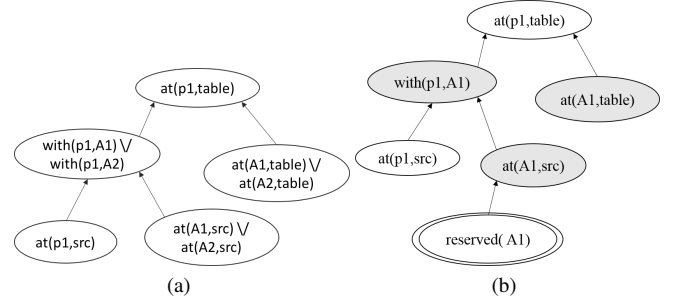 at(p1,table)
with(p1,A1) \/
with(p1,A2)
at(A1,table) \/
at(A2,table)
at(p1,src)
at(A1,src) \/
at(A2,src)
(a)
at(p1,table)
with(p1,A1)
at(A1,table)
at(p1,src)
at(A1,src)
reserved( A1)
(b)